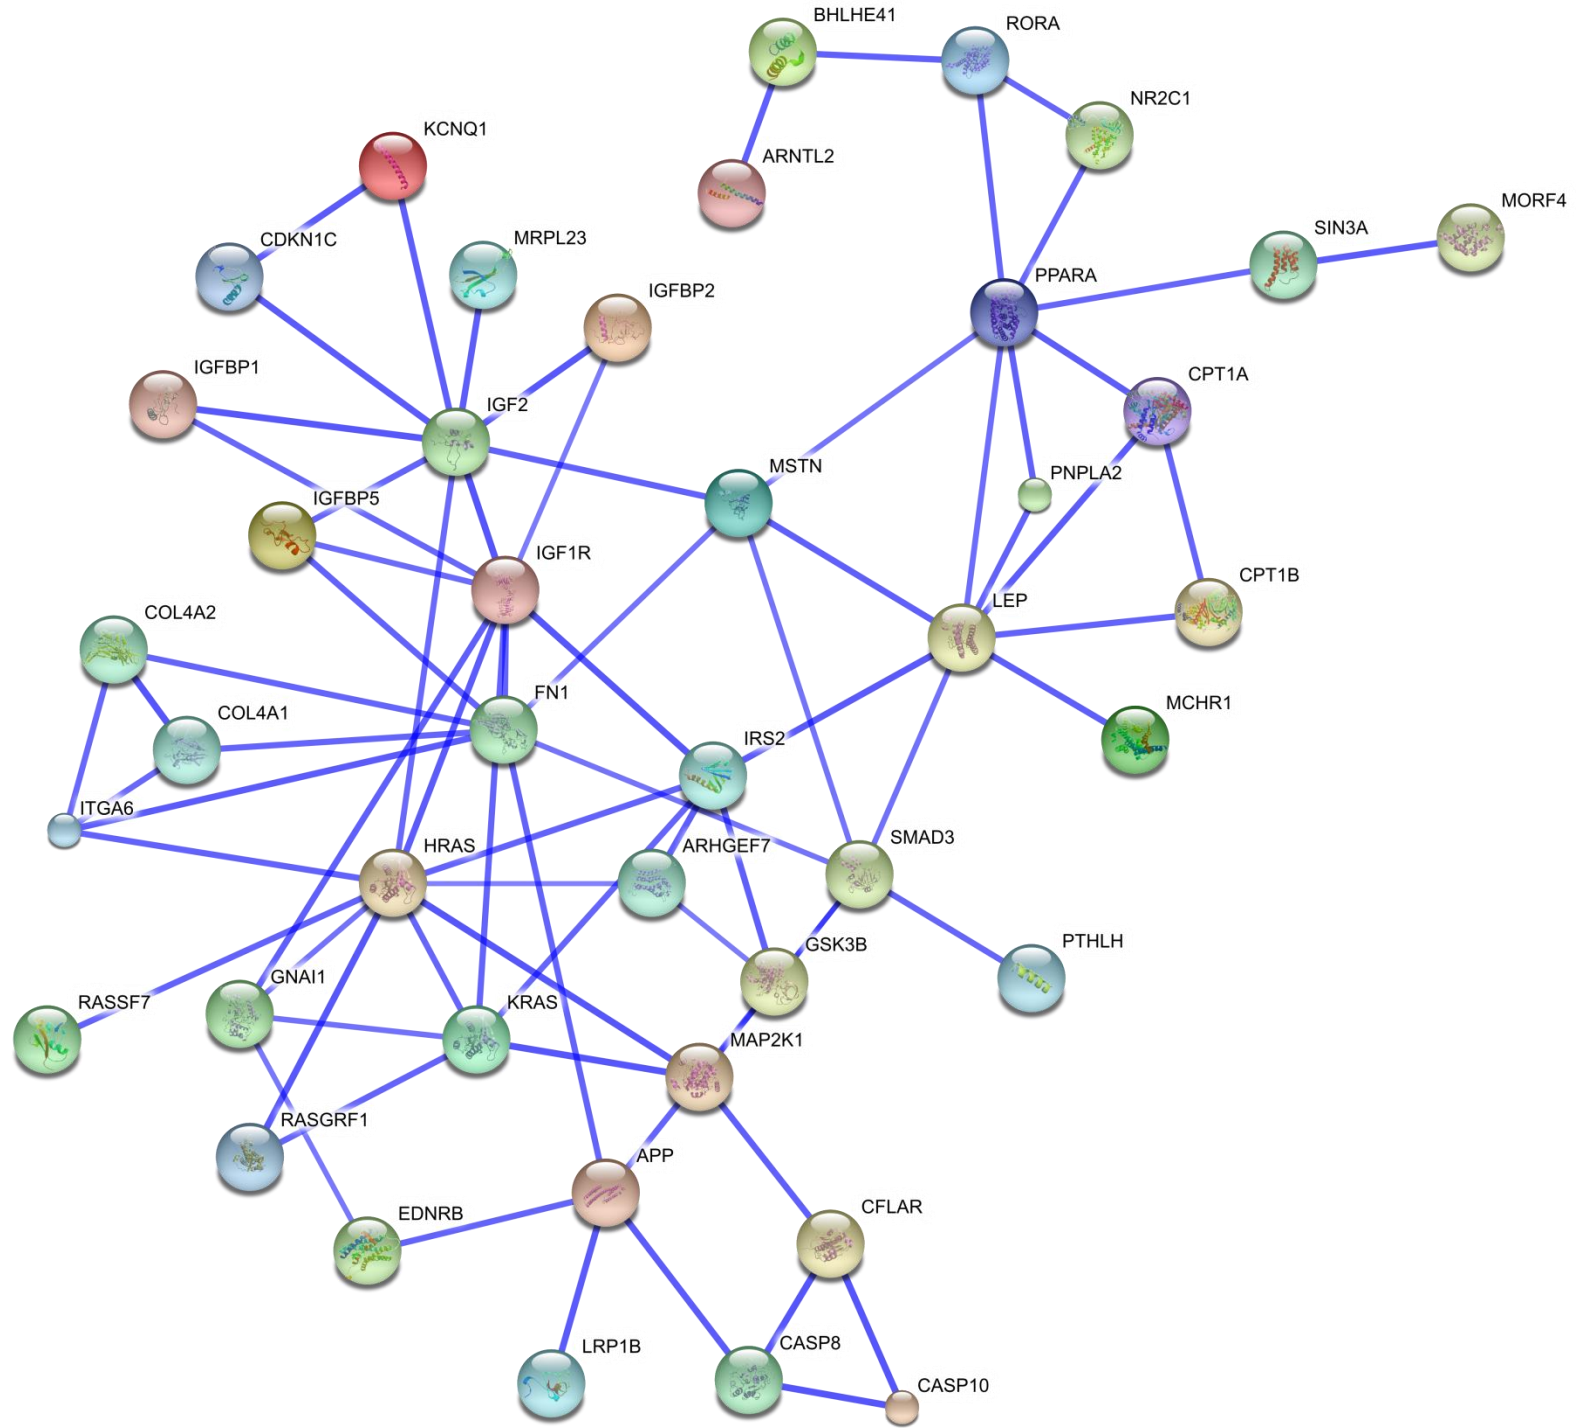 BHLHE41
RORA
NR2C1
KCNQ1
ARNTL2
MORF4
SIN3A
CDKN1C
MRPL23
PPARA
IGFBP2
IGFBP1
CPT1A
IGF2
MSTN
PNPLA2
IGFBP5
IGF1R
CPT1B
LEP
COL4A2
FN1
MCHR1
COL4A1
IRS2
ITGA6
HRAS
ARHGEF7
SMAD3
GSK3B
PTHLH
GNAI1
RASSF7
KRAS
MAP2K1
RASGRF1
APP
EDNRB
CFLAR
LRP1B
CASP8
CASP10